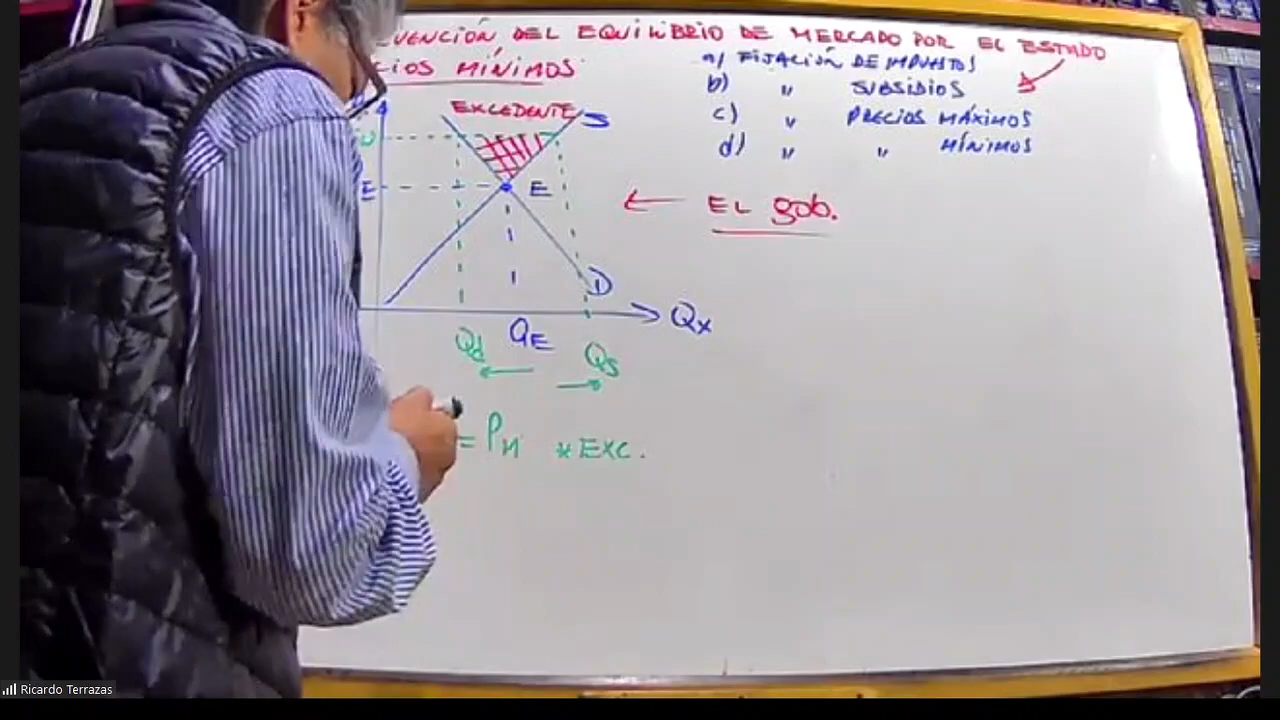 VENCIÓN DEL EQUILIBRIO DE MERCADO POR EL ESTADO
CIOS MÍNIMOS
a) FIJACIÓN DE IMPUESTOS
b) " SUBSIDIOS
c) " PRECIOS MÁXIMOS
d) " " MÍNIMOS
EXCEDENTE
S
E
E
D
EL gob.
Qx
QE
Qd
Qs
= PM * EXC.
Ricardo Terrazas